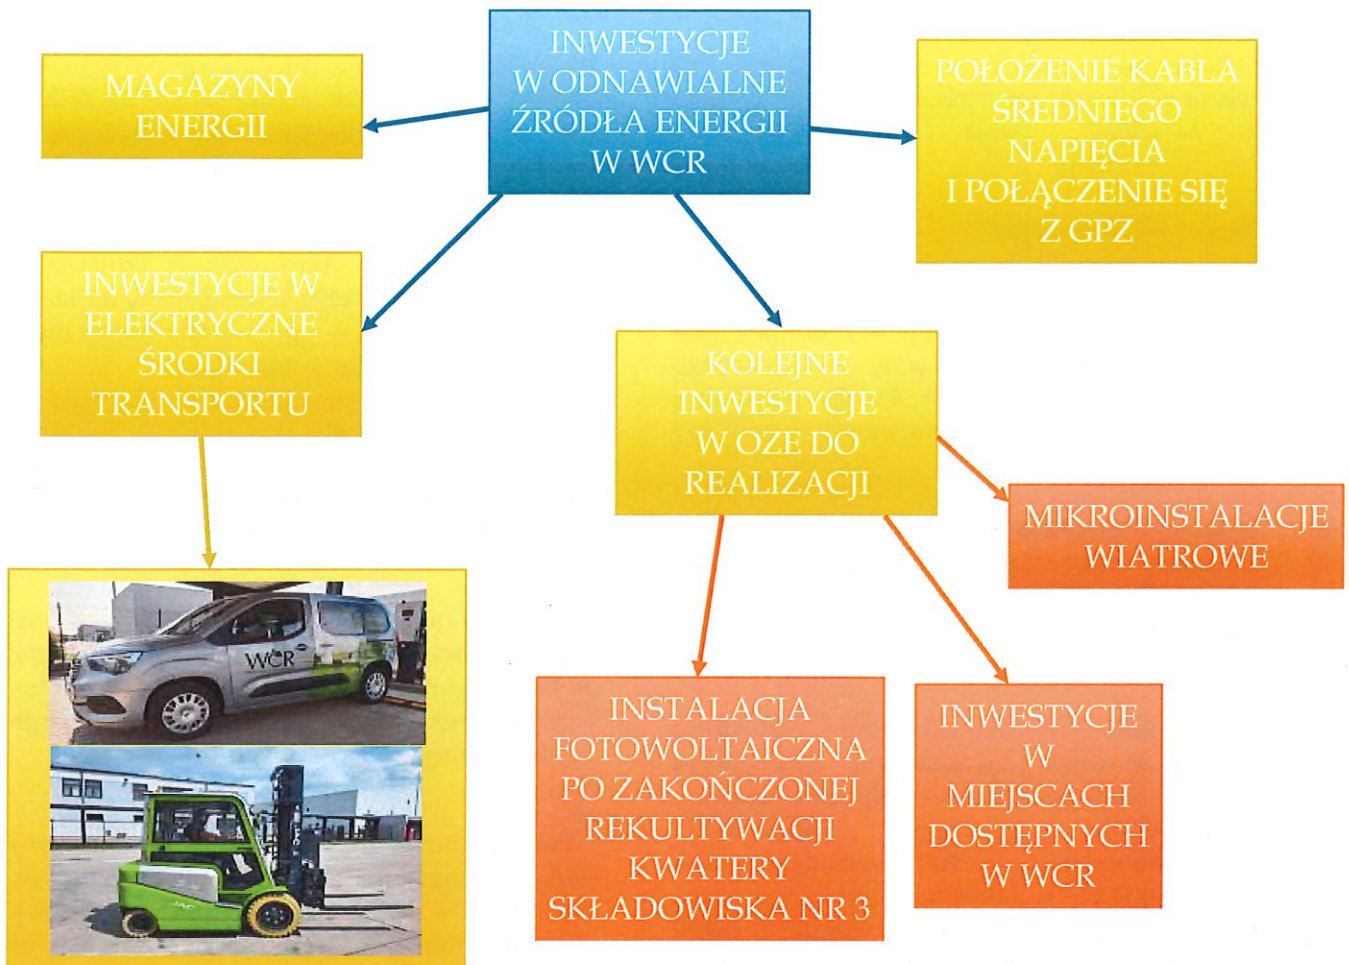 INWESTYCJE
W ODNAWIALNE
ŹRÓDŁA ENERGII
W WCR
MAGAZYNY
ENERGII
POŁOŻENIE KABLA
ŚREDNIEGO
NAPIĘCIA
I POŁĄCZENIE SIĘ
Z GPZ
INWESTYCJE W
ELEKTRYCZNE
ŚRODKI
TRANSPORTU
KOLEJNE
INWESTYCJE
W OZE DO
REALIZACJI
MIKROINSTALACJE
WIATROWE
WCR
JAC
INSTALACJA
FOTOWOLTAICZNA
PO ZAKOŃCZONEJ
REKULTYWACJI
KWATERY
SKŁADOWISKA NR 3
INWESTYCJE
W
MIEJSCACH
DOSTĘPNYCH
W WCR